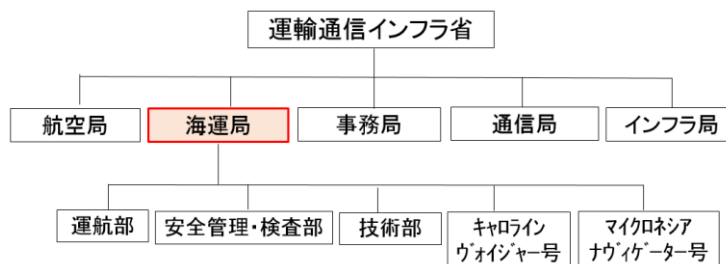 運輸通信インフラ省
航空局
海運局
事務局
通信局
インフラ局
運航部
安全管理・検査部
技術部
キャロライン
ヴォイジャー号
マイクロネシア
ナヴィゲーター号